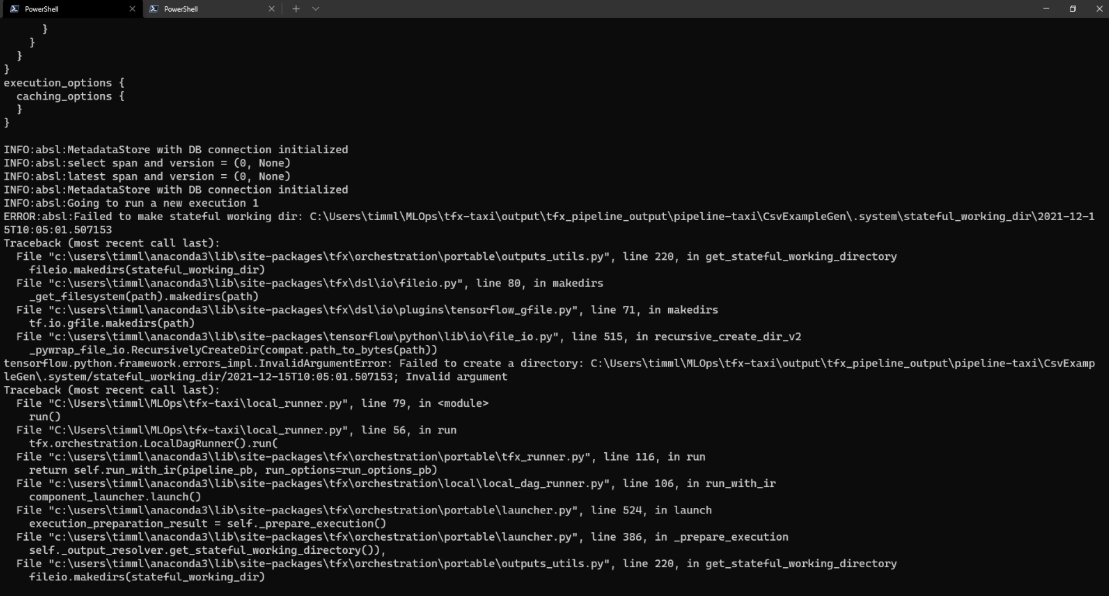 PowerShell
PowerShell
      }
    }
  }
}
execution_options {
  caching_options {
  }
}
INFO:absl:MetadataStore with DB connection initialized
INFO:absl:select span and version = (0, None)
INFO:absl:latest span and version = (0, None)
INFO:absl:MetadataStore with DB connection initialized
INFO:absl:Going to run a new execution 1
ERROR:absl:Failed to make stateful working dir: C:\Users\timml\MLOps\tfx-taxi\output\tfx_pipeline_output\pipeline-taxi\CsvExampleGen\.system\stateful_working_dir\2021-12-1
5T10:05:01.507153
Traceback (most recent call last):
  File "c:\users\timml\anaconda3\lib\site-packages\tfx\orchestration\portable\outputs_utils.py", line 220, in get_stateful_working_directory
    fileio.makedirs(stateful_working_dir)
  File "c:\users\timml\anaconda3\lib\site-packages\tfx\dsl\io\fileio.py", line 80, in makedirs
    _get_filesystem(path).makedirs(path)
  File "c:\users\timml\anaconda3\lib\site-packages\tfx\dsl\io\plugins\tensorflow_gfile.py", line 71, in makedirs
    tf.io.gfile.makedirs(path)
  File "c:\users\timml\anaconda3\lib\site-packages\tensorflow\python\lib\io\file_io.py", line 515, in recursive_create_dir_v2
    _pywrap_file_io.RecursivelyCreateDir(compat.path_to_bytes(path))
tensorflow.python.framework.errors_impl.InvalidArgumentError: Failed to create a directory: C:\Users\timml\MLOps\tfx-taxi\output\tfx_pipeline_output\pipeline-taxi\CsvExamp
leGen\.system/stateful_working_dir/2021-12-15T10:05:01.507153; Invalid argument
Traceback (most recent call last):
  File "C:\Users\timml\MLOps\tfx-taxi\local_runner.py", line 79, in <module>
    run()
  File "C:\Users\timml\MLOps\tfx-taxi\local_runner.py", line 56, in run
    tfx.orchestration.LocalDagRunner().run(
  File "c:\users\timml\anaconda3\lib\site-packages\tfx\orchestration\portable\tfx_runner.py", line 116, in run
    return self.run_with_ir(pipeline_pb, run_options=run_options_pb)
  File "c:\users\timml\anaconda3\lib\site-packages\tfx\orchestration\local\local_dag_runner.py", line 106, in run_with_ir
    component_launcher.launch()
  File "c:\users\timml\anaconda3\lib\site-packages\tfx\orchestration\portable\launcher.py", line 524, in launch
    execution_preparation_result = self._prepare_execution()
  File "c:\users\timml\anaconda3\lib\site-packages\tfx\orchestration\portable\launcher.py", line 386, in _prepare_execution
    self._output_resolver.get_stateful_working_directory()),
  File "c:\users\timml\anaconda3\lib\site-packages\tfx\orchestration\portable\outputs_utils.py", line 220, in get_stateful_working_directory
    fileio.makedirs(stateful_working_dir)